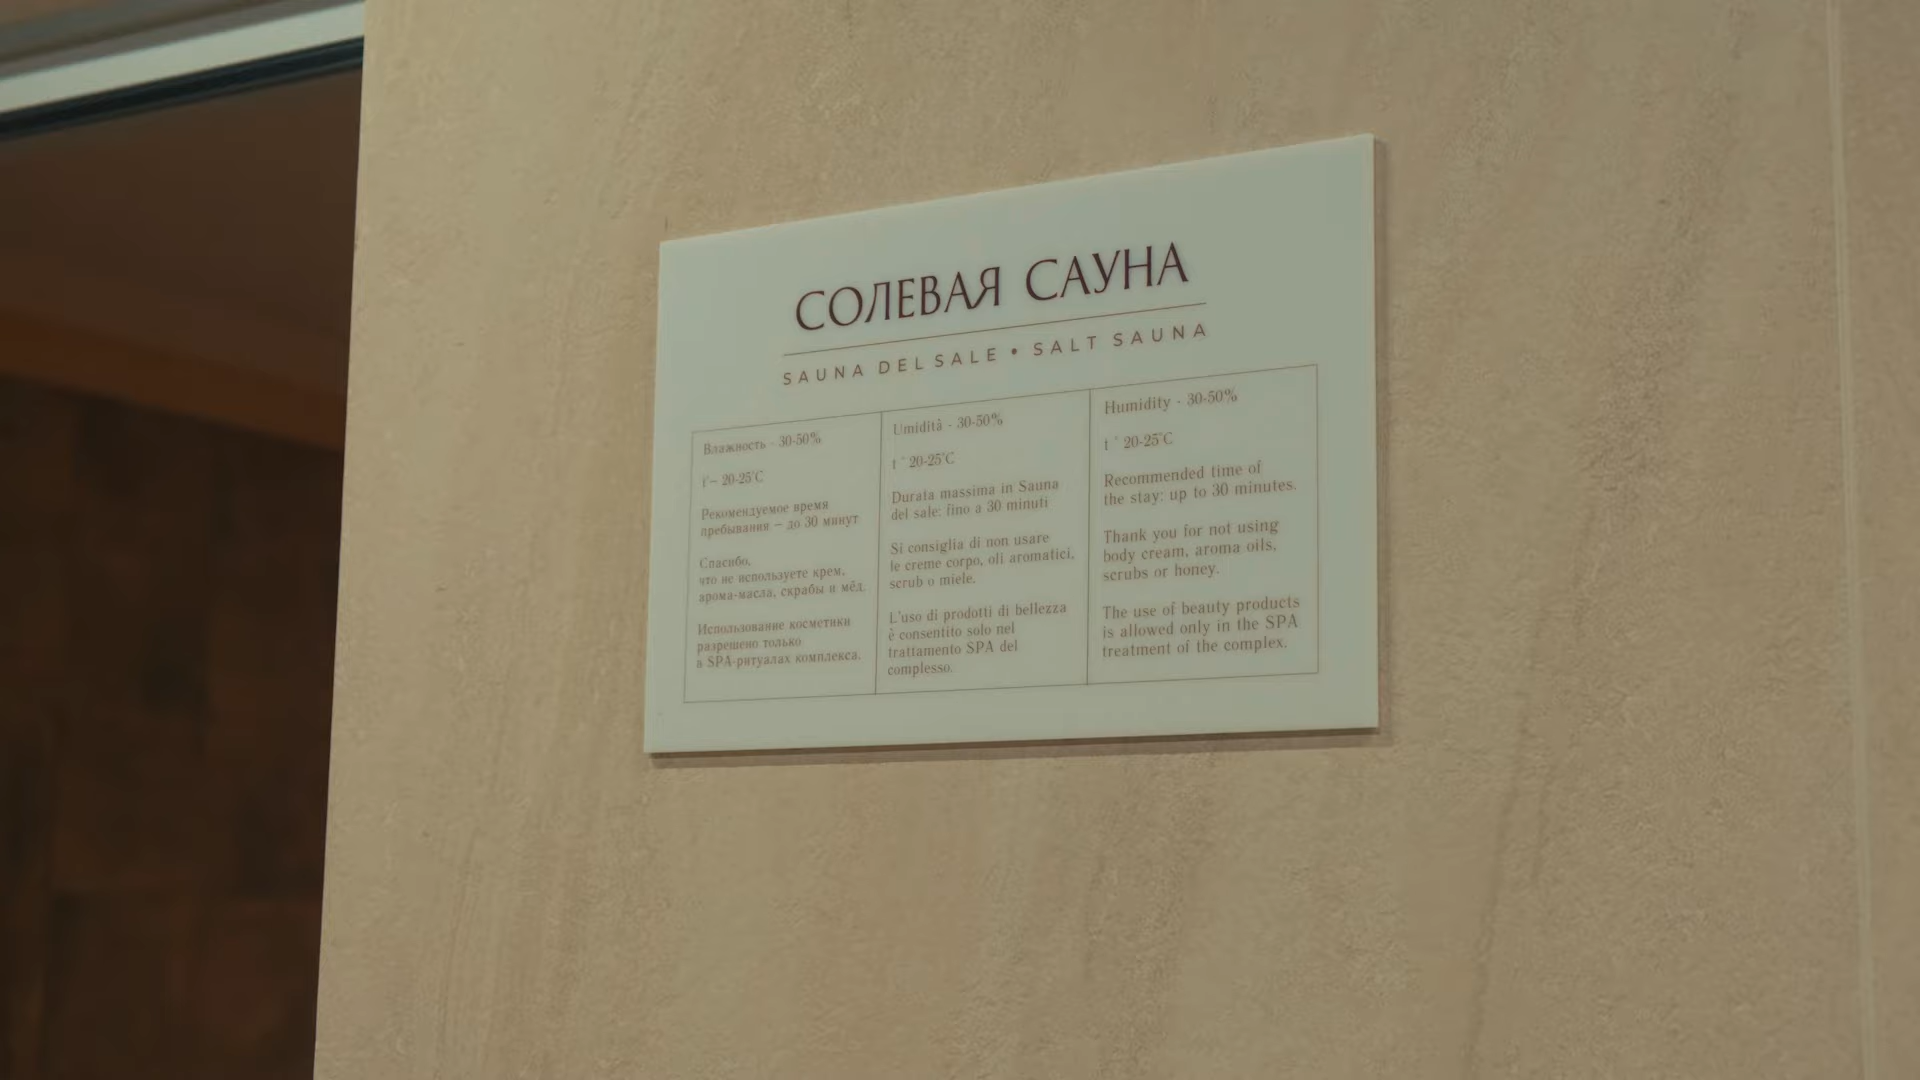 СОЛЕВАЯ САУНА
SAUNA DEL SALE • SALT SAUNA
Влажность - 30-50%
t°– 20-25°C
Рекомендуемое время
пребывания – до 30 минут
Спасибо,
что не используете крем,
арома-масла, скрабы и мёд.
Использование косметики
разрешено только
в SPA-ритуалах комплекса.
Umidità - 30-50%
t ° 20-25°C
Durata massima in Sauna
del sale: fino a 30 minuti
Si consiglia di non usare
le creme corpo, oli aromatici,
scrub o miele.
L'uso di prodotti di bellezza
è consentito solo nel
trattamento SPA del
complesso.
Humidity - 30-50%
t ° 20-25°C
Recommended time of
the stay: up to 30 minutes.
Thank you for not using
body cream, aroma oils,
scrubs or honey.
The use of beauty products
is allowed only in the SPA
treatment of the complex.